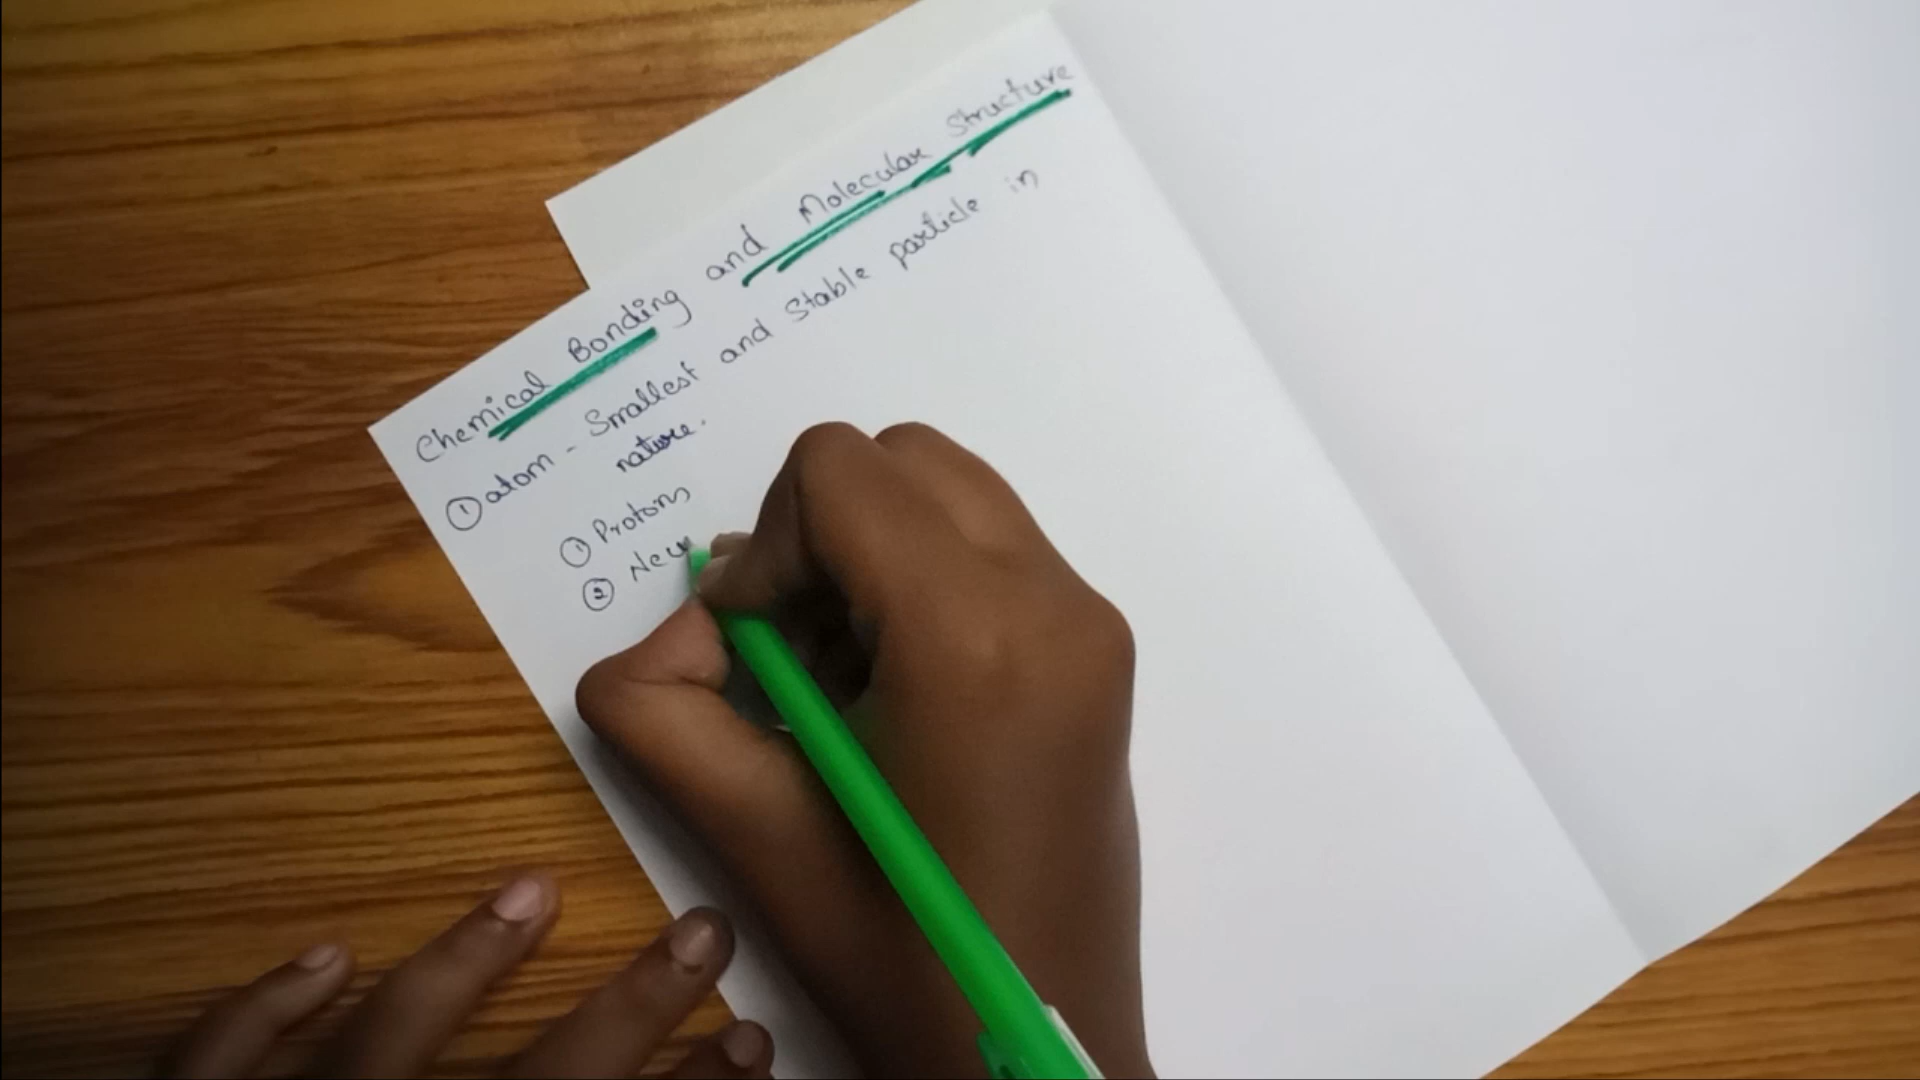 Chemical Bonding and Molecular Structure
① atom - Smallest and Stable particle in
nature.
① Protons
② Neu